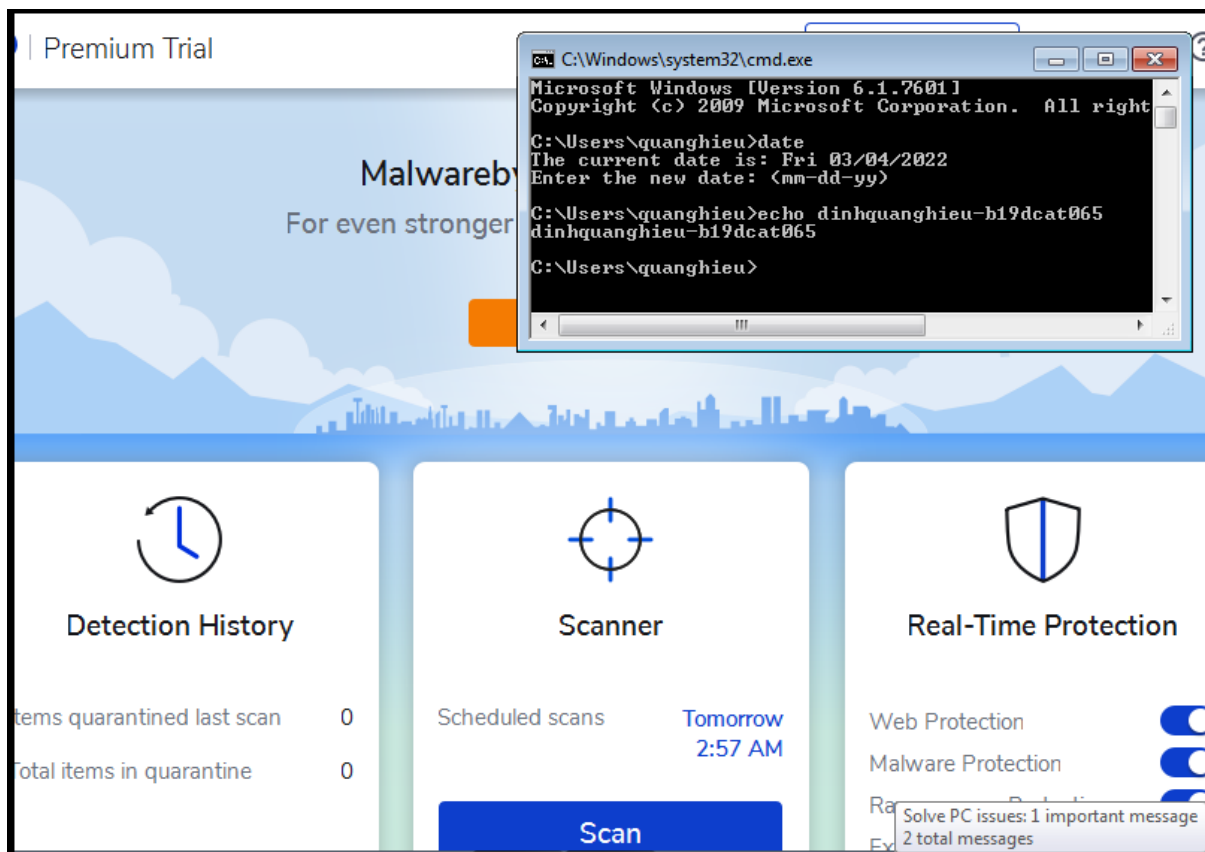 Premium Trial
C:\Windows\system32\cmd.exe
Microsoft Windows [Version 6.1.7601]
Copyright (c) 2009 Microsoft Corporation.  All right
C:\Users\quanghieu>date
The current date is: Fri 03/04/2022
Enter the new date: (mm-dd-yy)
C:\Users\quanghieu>echo dinhquanghieu-b19dcat065
dinhquanghieu-b19dcat065
C:\Users\quanghieu>
Malwareby
For even stronger
Detection History
tems quarantined last scan 0
Total items in quarantine 0
Scanner
Scheduled scans Tomorrow
2:57 AM
Scan
Real-Time Protection
Web Protection
Malware Protection
Solve PC issues: 1 important message
2 total messages